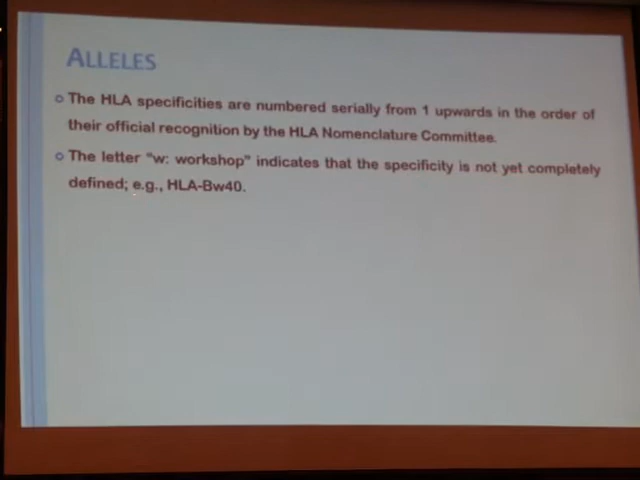 ALLELES
The HLA specificities are numbered serially from 1 upwards in the order of
their official recognition by the HLA Nomenclature Committee.
The letter "w: workshop" indicates that the specificity is not yet completely
defined; e.g., HLA-Bw40.